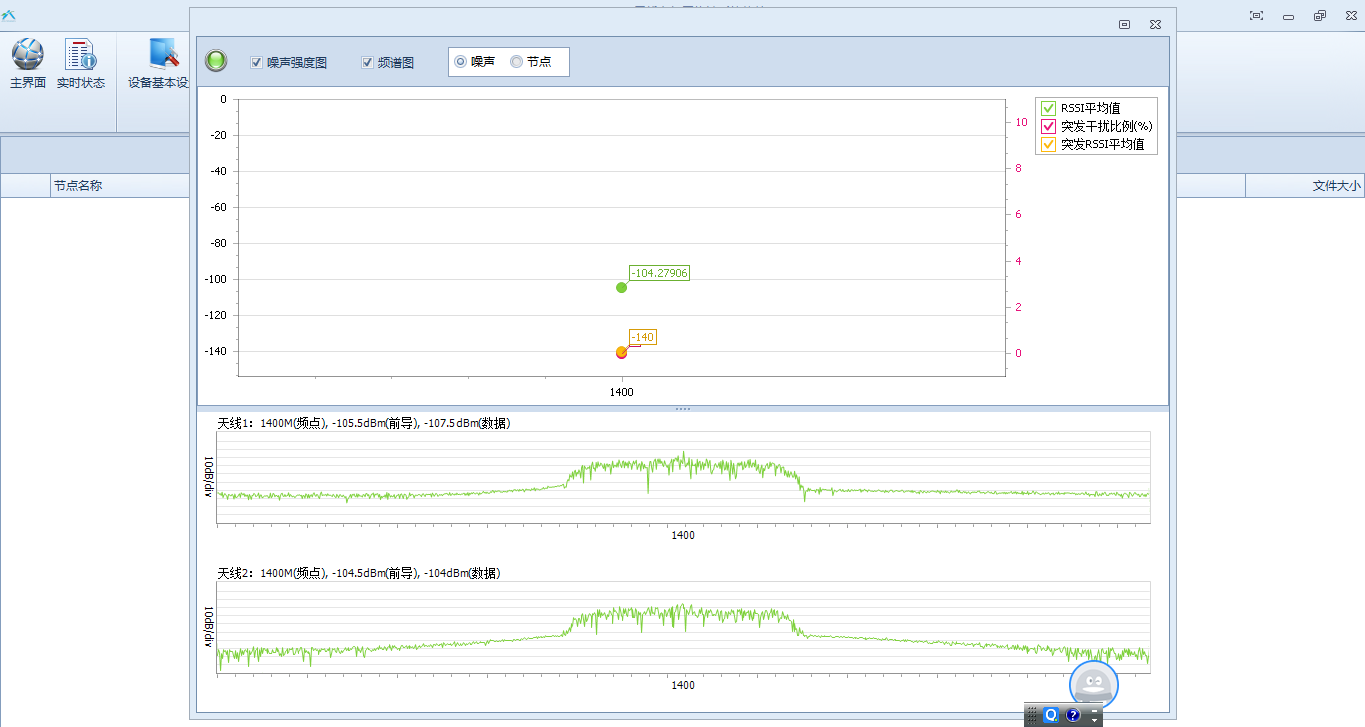 主界面
实时状态
设备基本设
噪声强度图
频谱图
噪声
节点
节点名称
文件大小
0
-20
-40
-60
-80
-100
-120
-140
10
8
6
4
2
0
RSSI平均值
突发干扰比例(%)
突发RSSI平均值
-104.27906
-140
1400
天线1：1400M(频点), -105.5dBm(前导), -107.5dBm(数据)
10dB/div
1400
天线2：1400M(频点), -104.5dBm(前导), -104dBm(数据)
10dB/div
1400